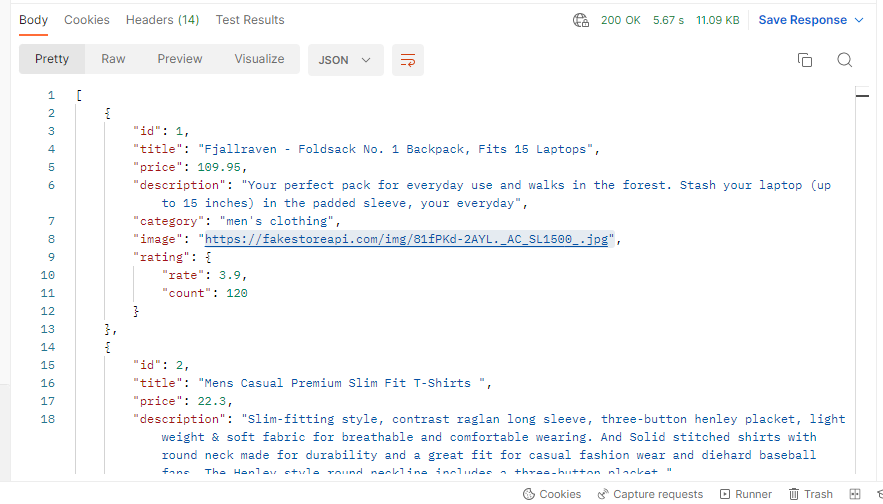 Body Cookies Headers (14) Test Results 200 OK 5.67 s 11.09 KB Save Response
Pretty Raw Preview Visualize JSON
1 [
2 {
3 "id": 1,
4 "title": "Fjallraven - Foldsack No. 1 Backpack, Fits 15 Laptops",
5 "price": 109.95,
6 "description": "Your perfect pack for everyday use and walks in the forest. Stash your laptop (up
to 15 inches) in the padded sleeve, your everyday",
7 "category": "men's clothing",
8 "image": "https://fakestoreapi.com/img/81fPKd-2AYL._AC_SL1500_.jpg",
9 "rating": {
10 "rate": 3.9,
11 "count": 120
12 }
13 },
14 {
15 "id": 2,
16 "title": "Mens Casual Premium Slim Fit T-Shirts ",
17 "price": 22.3,
18 "description": "Slim-fitting style, contrast raglan long sleeve, three-button henley placket, light
weight & soft fabric for breathable and comfortable wearing. And Solid stitched shirts with
round neck made for durability and a great fit for casual fashion wear and diehard baseball
fans. The Henley style round neckline includes a three-button placket."
Cookies Capture requests Runner Trash